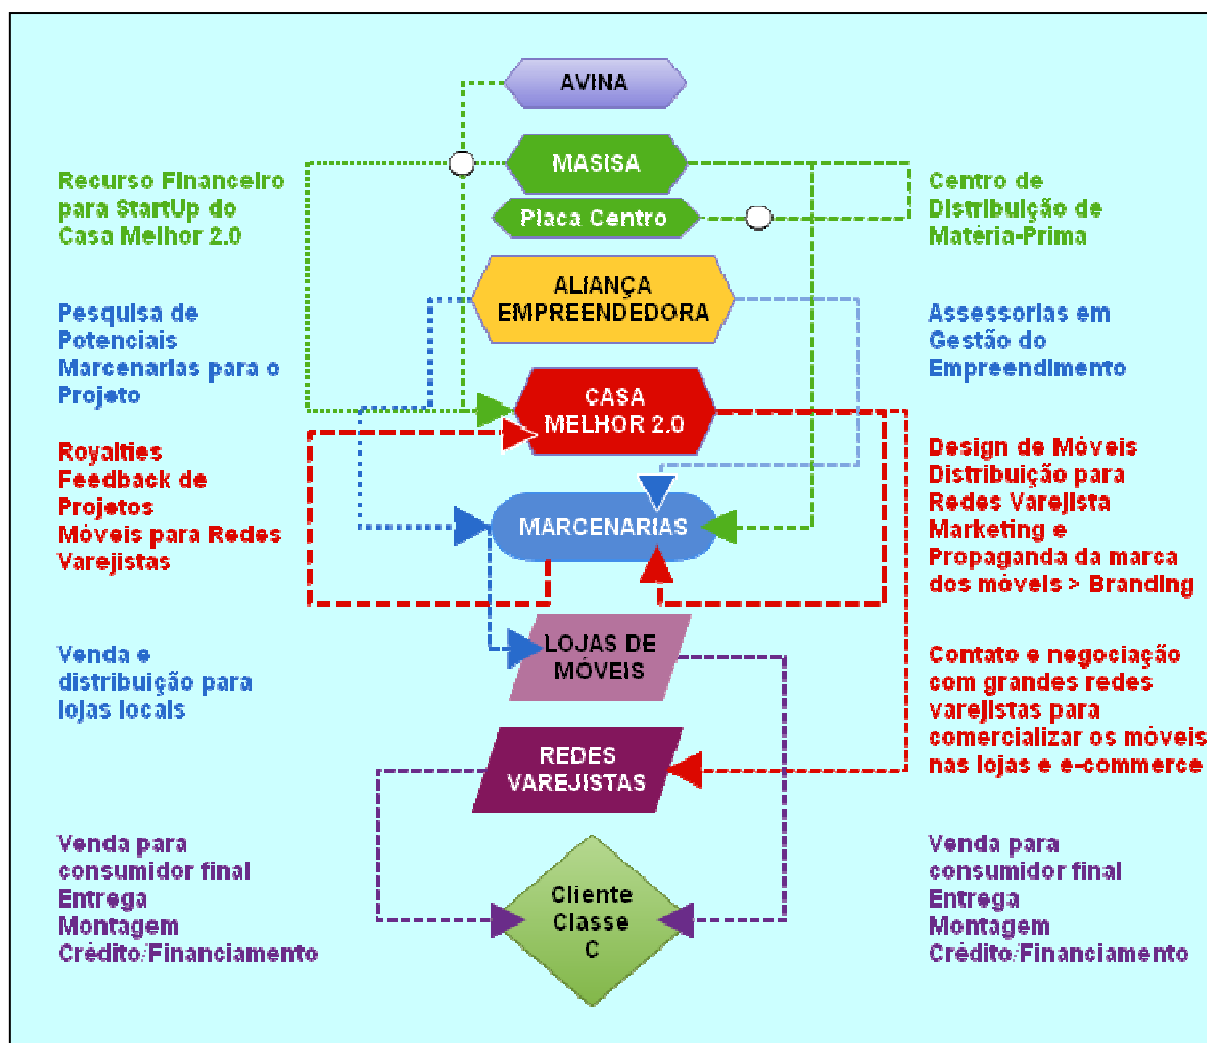 AVINA
MASISA
Placa Centro
Recurso Financeiro
para StartUp do
Casa Melhor 2.0
Centro de
Distribuição de
Matéria-Prima
ALIANÇA
EMPREENDEDORA
Pesquisa de
Potenciais
Marcenarias para o
Projeto
Assessorias em
Gestão do
Empreendimento
CASA
MELHOR 2.0
Royalties
Feedback de
Projetos
Móveis para Redes
Varejistas
Design de Móveis
Distribuição para
Redes Varejista
Marketing e
Propaganda da marca
dos móveis > Branding
MARCENARIAS
LOJAS DE
MÓVEIS
Venda e
distribuição para
lojas locais
Contato e negociação
com grandes redes
varejistas para
comercializar os móveis
nas lojas e e-commerce
REDES
VAREJISTAS
Venda para
consumidor final
Entrega
Montagem
Crédito/Financiamento
Cliente
Classe
C
Venda para
consumidor final
Entrega
Montagem
Crédito/Financiamento